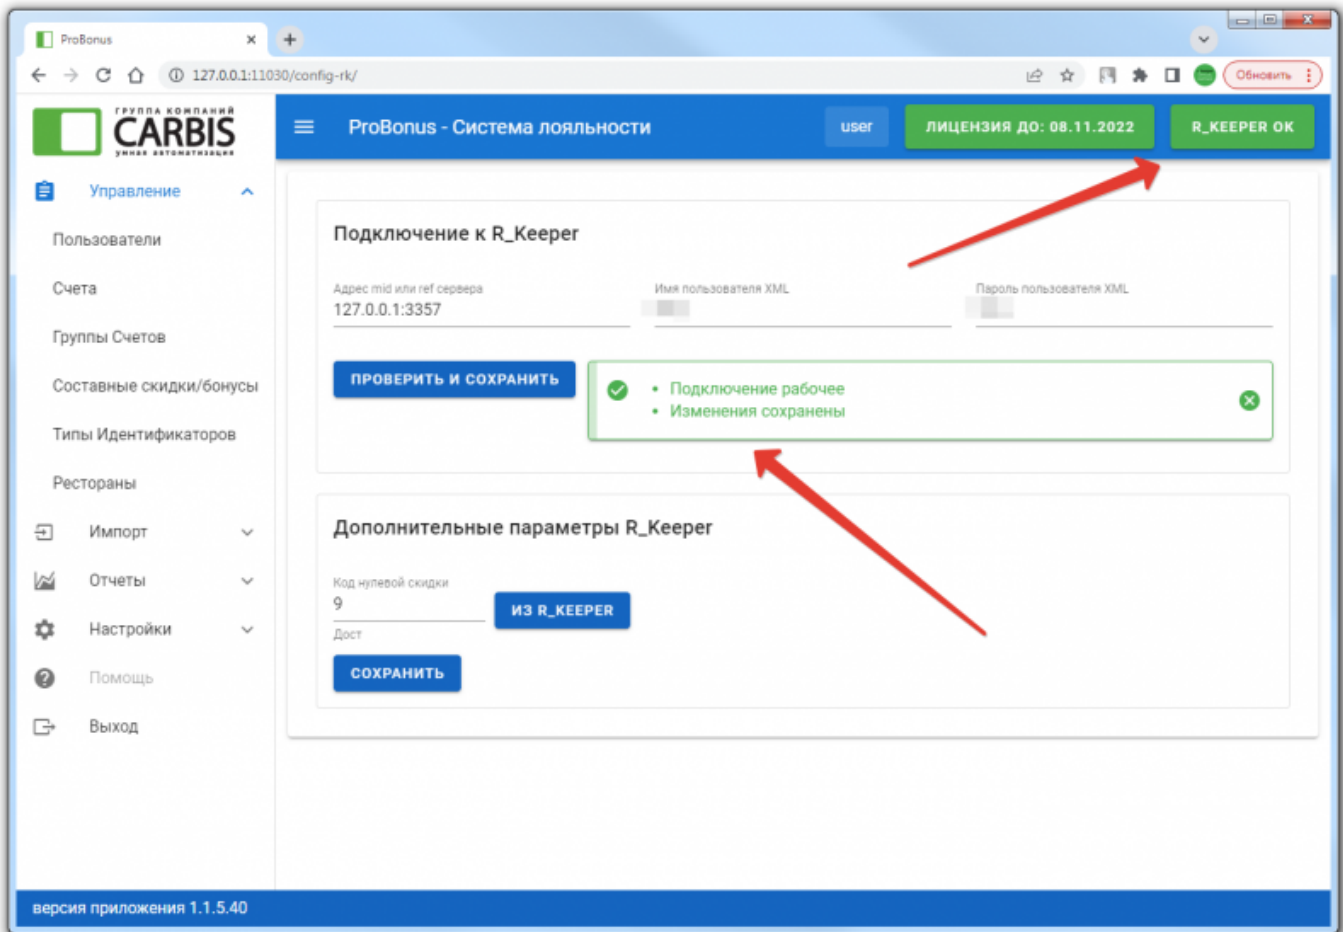 ProBonus
127.0.0.1:11030/config-rk/
Обновить
ГРУППА КОМПАНИЙ
CARBIS
УМНАЯ АВТОМАТИЗАЦИЯ
ProBonus - Система лояльности
user
ЛИЦЕНЗИЯ ДО: 08.11.2022
R_KEEPER OK
Управление
Пользователи
Счета
Группы Счетов
Составные скидки/бонусы
Типы Идентификаторов
Рестораны
Импорт
Отчеты
Настройки
Помощь
Выход
Подключение к R_Keeper
Адрес mid или ref сервера
127.0.0.1:3357
Имя пользователя XML
Пароль пользователя XML
ПРОВЕРИТЬ И СОХРАНИТЬ
• Подключение рабочее
• Изменения сохранены
Дополнительные параметры R_Keeper
Код нулевой скидки
9
ИЗ R_KEEPER
Дост
СОХРАНИТЬ
версия приложения 1.1.5.40